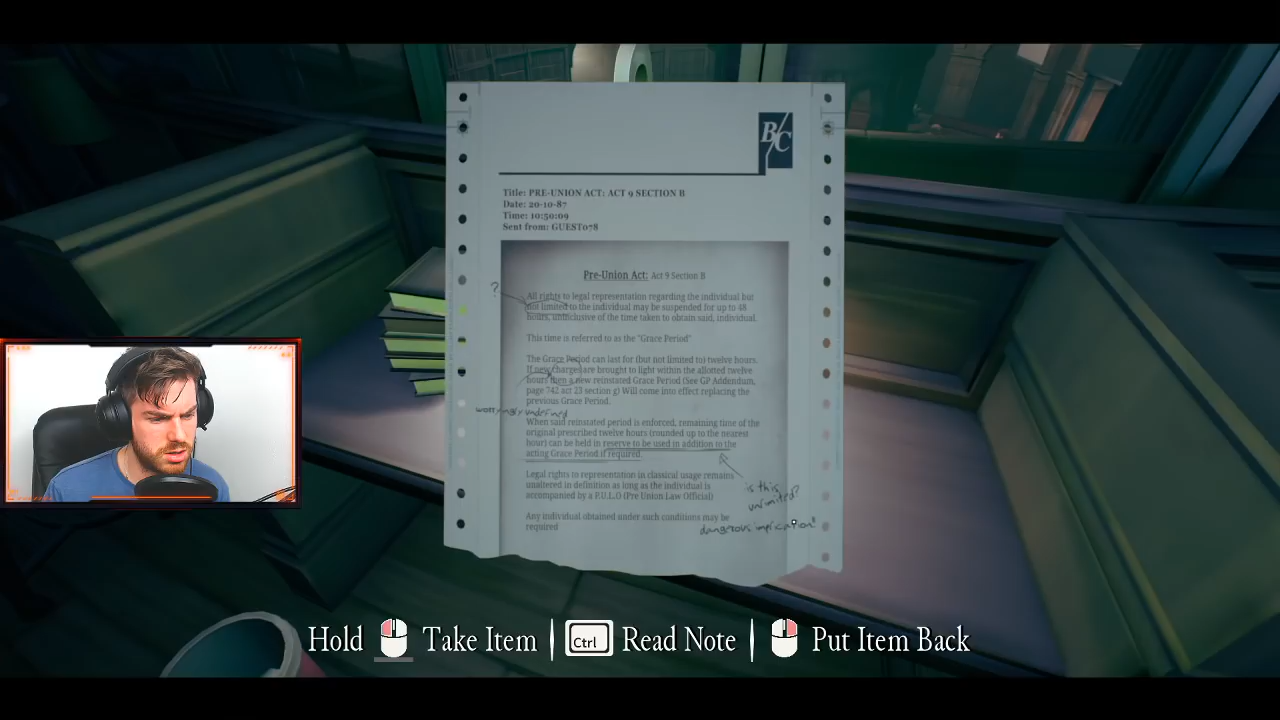 B/C
Title: PRE-UNION ACT: ACT 9 SECTION B
Date: 20-10-87
Time: 10:50:09
Sent from: GUEST078
Pre-Union Act: Act 9 Section B
?
All rights to legal representation regarding the individual but
not limited to the individual may be suspended for up to 48
hours, uninclusive of the time taken to obtain said, individual.
This time is referred to as the "Grace Period"
The Grace Period can last for (but not limited to) twelve hours.
If new charges are brought to light within the allotted twelve
hours then a new reinstated Grace Period (See GP Addendum,
page 742 act 23 section g) Will come into effect replacing the
previous Grace Period.
worryingly undefined
When said reinstated period is enforced, remaining time of the
original prescribed twelve hours (rounded up to the nearest
hour) can be held in reserve to be used in addition to the
acting Grace Period if required
Legal rights to representation in classical usage remains
unaltered in definition as long as the individual is
accompanied by a P.U.L.O (Pre Union Law Official)
is this
unlimited?
Any individual obtained under such conditions may be
required
dangerous implication!
Hold Take Item | Ctrl Read Note | Put Item Back